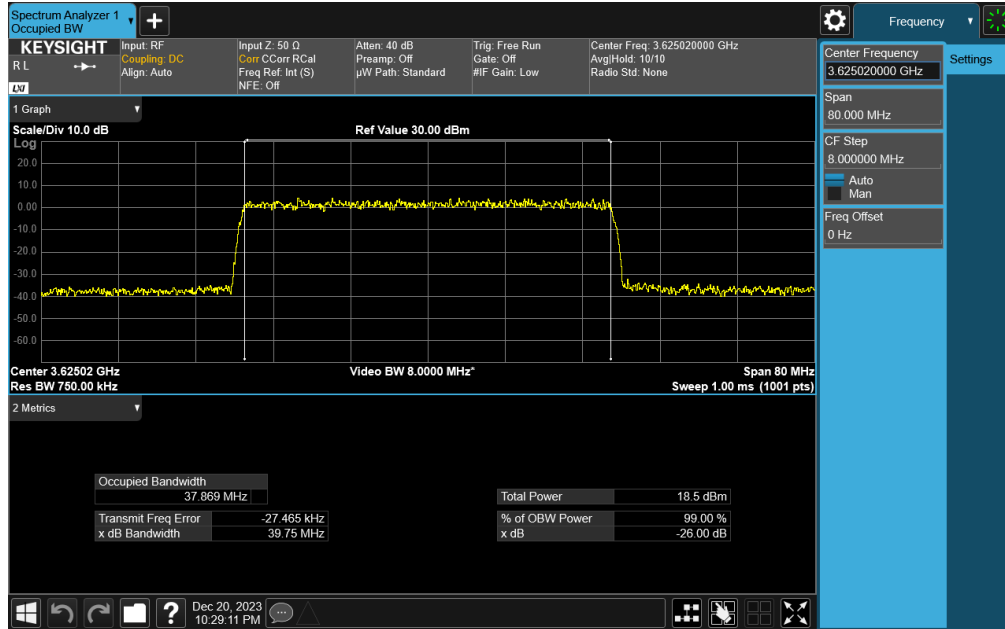 Spectrum Analyzer 1
Occupied BW
+
Frequency
KEYSIGHT
R L
LXI
Input: RF
Coupling: DC
Align: Auto
Input Z: 50 Ω
Corr CCorr RCal
Freq Ref: Int (S)
NFE: Off
Atten: 40 dB
Preamp: Off
µW Path: Standard
Trig: Free Run
Gate: Off
#IF Gain: Low
Center Freq: 3.625020000 GHz
Avg|Hold: 10/10
Radio Std: None
Center Frequency
3.625020000 GHz
Settings
Span
80.000 MHz
CF Step
8.000000 MHz
Auto
Man
Freq Offset
0 Hz
1 Graph
Scale/Div 10.0 dB
Ref Value 30.00 dBm
Log
20.0
10.0
0.00
-10.0
-20.0
-30.0
-40.0
-50.0
-60.0
Center 3.62502 GHz
Video BW 8.0000 MHz*
Span 80 MHz
Res BW 750.00 kHz
Sweep 1.00 ms (1001 pts)
2 Metrics
Occupied Bandwidth
37.869 MHz
Total Power 18.5 dBm
Transmit Freq Error -27.465 kHz
% of OBW Power 99.00 %
x dB Bandwidth 39.75 MHz
x dB -26.00 dB
?
Dec 20, 2023
10:29:11 PM